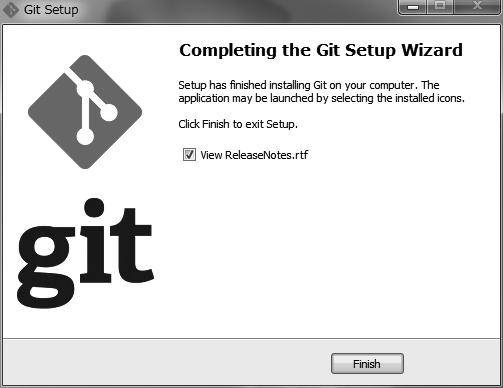 Git Setup
Completing the Git Setup Wizard
Setup has finished installing Git on your computer. The
application may be launched by selecting the installed icons.
Click Finish to exit Setup.
View ReleaseNotes.rtf
git
Finish